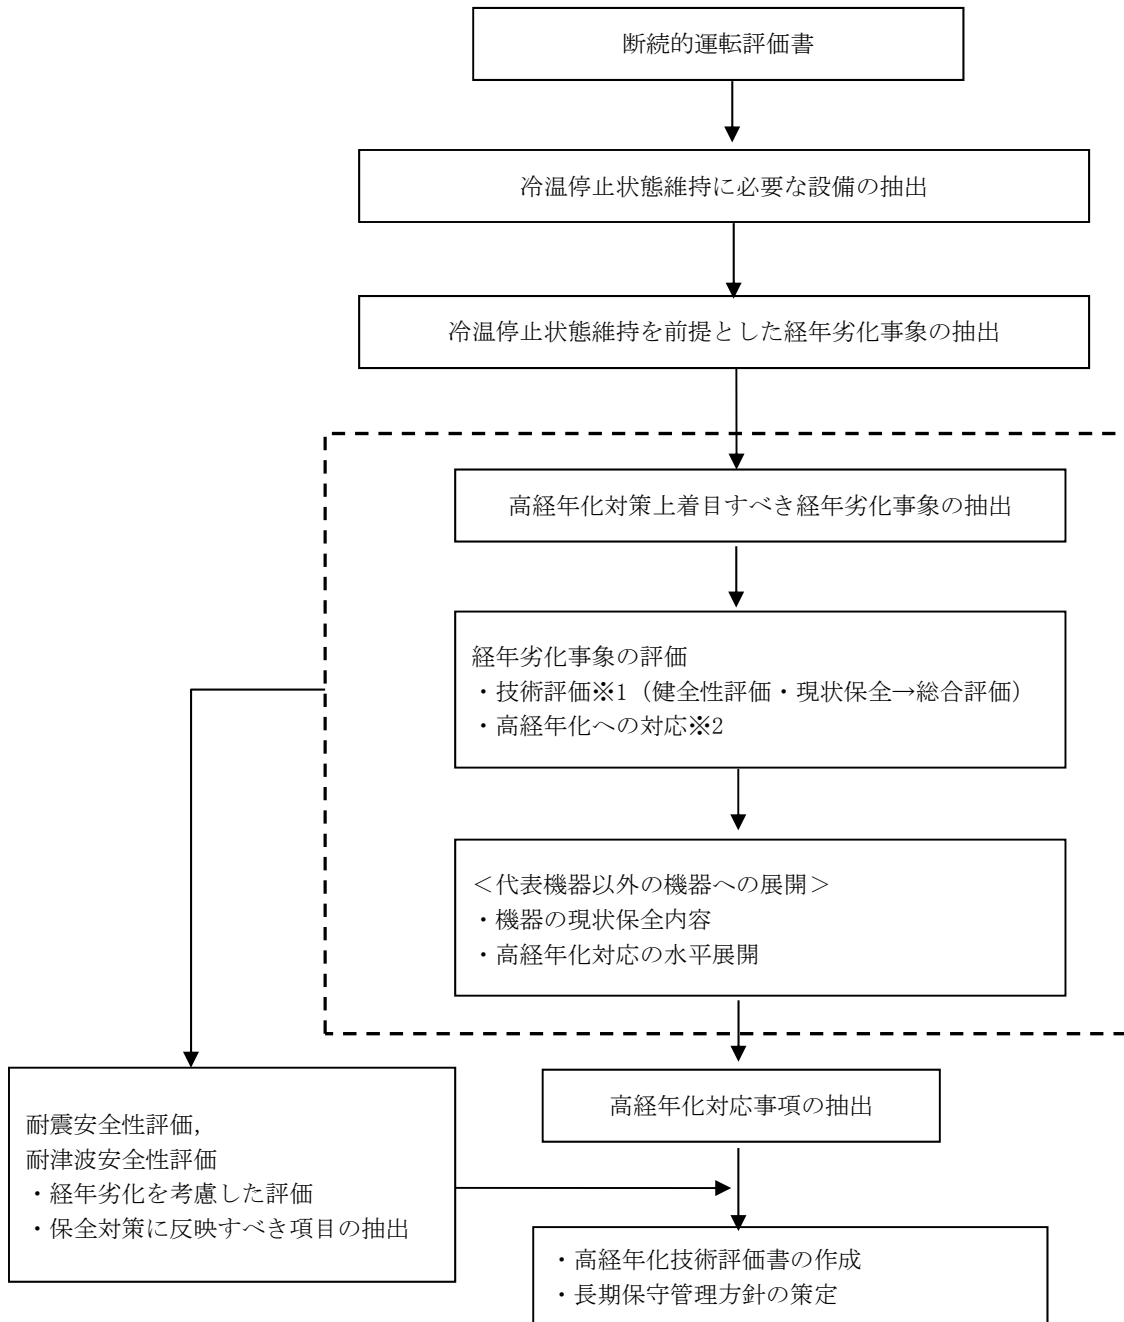 断続的運転評価書
冷温停止状態維持に必要な設備の抽出
冷温停止状態維持を前提とした経年劣化事象の抽出
高経年化対策上着目すべき経年劣化事象の抽出
経年劣化事象の評価
・技術評価※1（健全性評価・現状保全→総合評価）
・高経年化への対応※2
＜代表機器以外の機器への展開＞
・機器の現状保全内容
・高経年化対応の水平展開
耐震安全性評価,
耐津波安全性評価
・経年劣化を考慮した評価
・保全対策に反映すべき項目の抽出
高経年化対応事項の抽出
・高経年化技術評価書の作成
・長期保守管理方針の策定